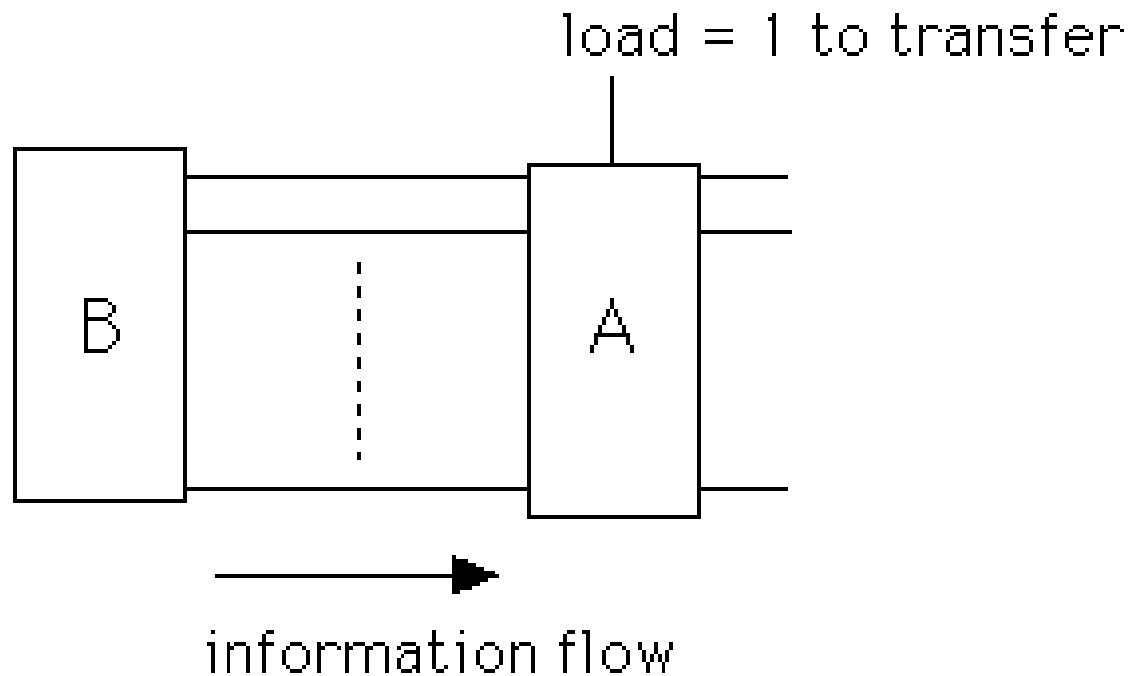 load = 1 to transfer
B
A
information flow